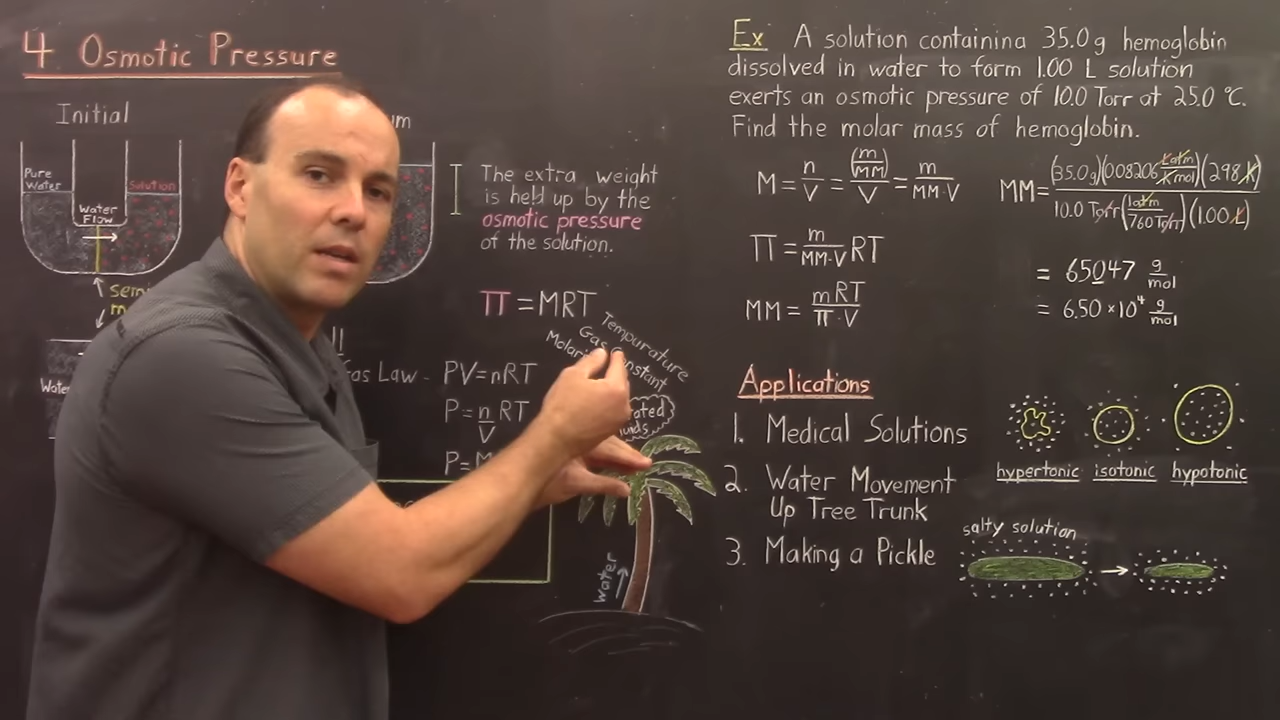 4. Osmotic Pressure
Initial
Pure
Water
Solution
Water
Flow
The extra weight
is held up by the
osmotic pressure
of the solution.
Π = MRT
Tempurature
Gas Constant
Gas Law - PV = nRT
P = n/V RT
water
Ex A solution containina 35.0 g hemoglobin
dissolved in water to form 1.00 L solution
exerts an osmotic pressure of 10.0 Torr at 25.0 °C.
Find the molar mass of hemoglobin.
M = n/V = (m/MM)/V = m/MM·V
Π = m/MM·V RT
MM = mRT/Π·V
MM = (35.0 g)(0.08206 L atm/K mol)(298 K)/10.0 Torr(1 atm/760 Torr)(1.00 L)
= 65047 g/mol
= 6.50 × 10⁴ g/mol
Applications
1. Medical Solutions
2. Water Movement
Up Tree Trunk
3. Making a Pickle
hypertonic isotonic hypotonic
salty solution